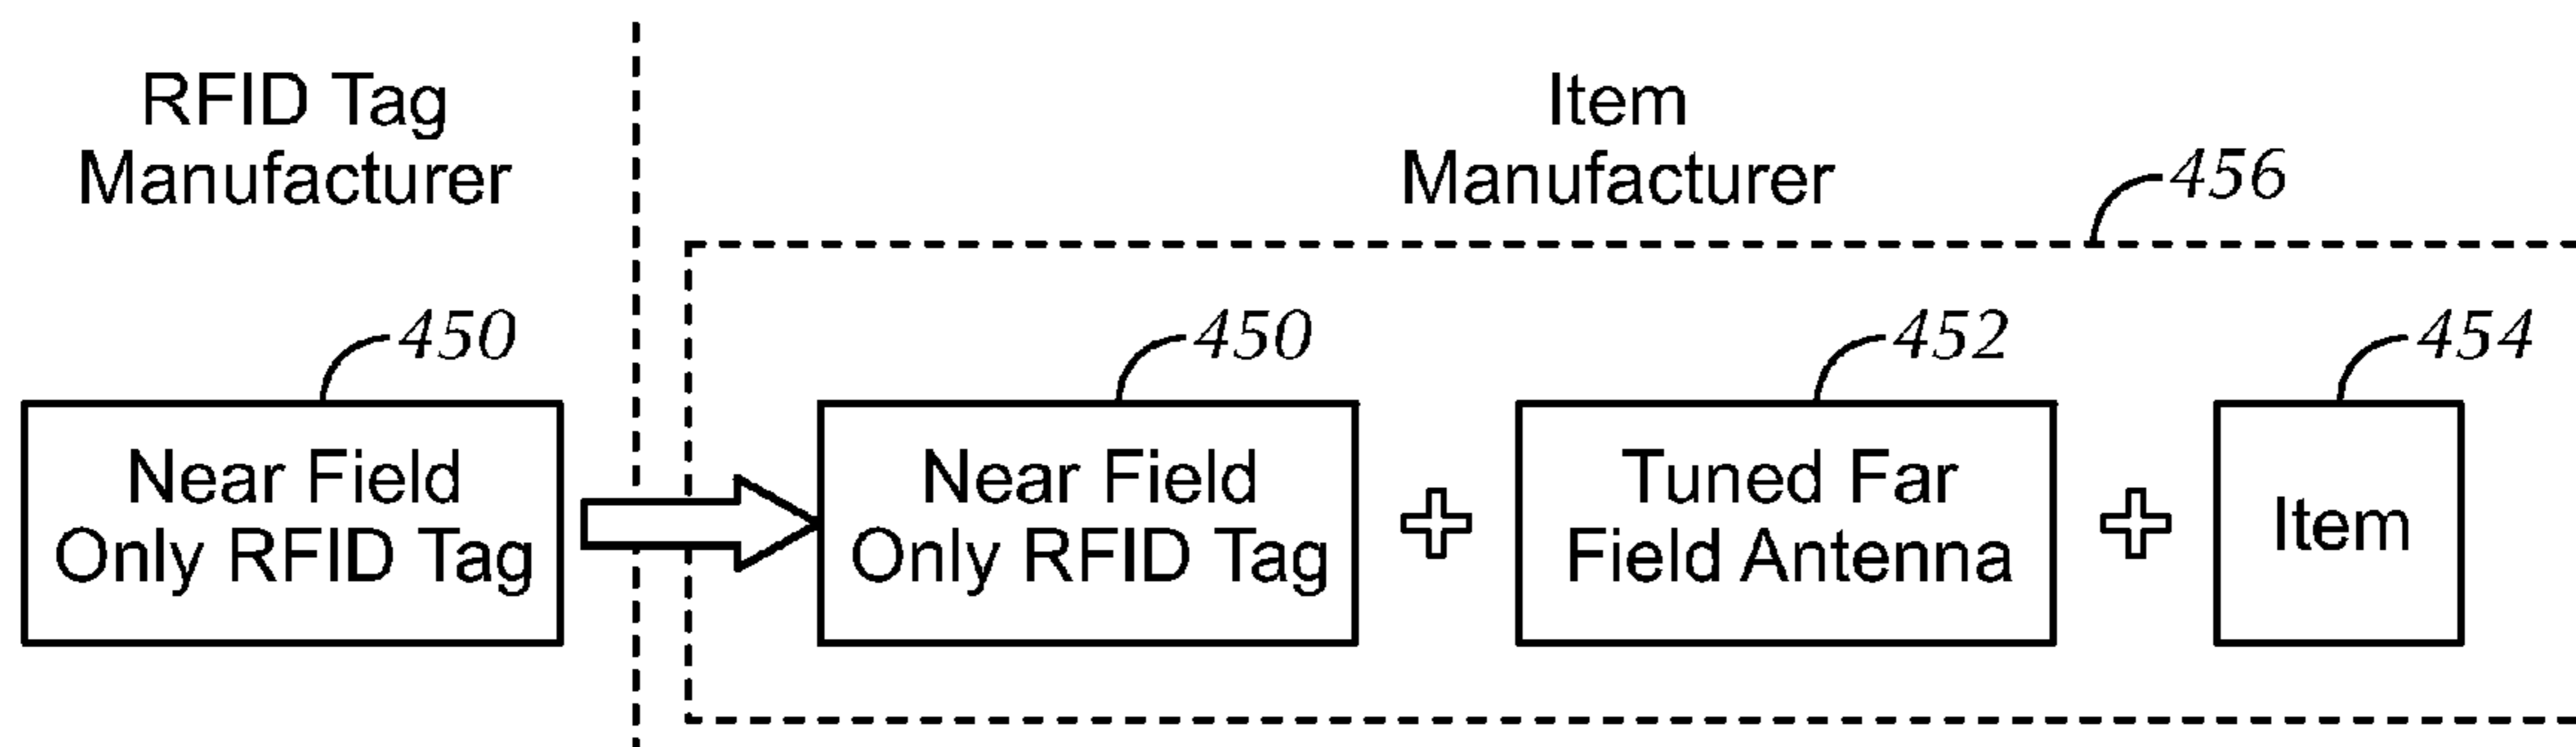 RFID Tag
Manufacturer
Item
Manufacturer
456
450
450
452
454
Near Field
Only RFID Tag
Near Field
Only RFID Tag
Tuned Far
Field Antenna
Item